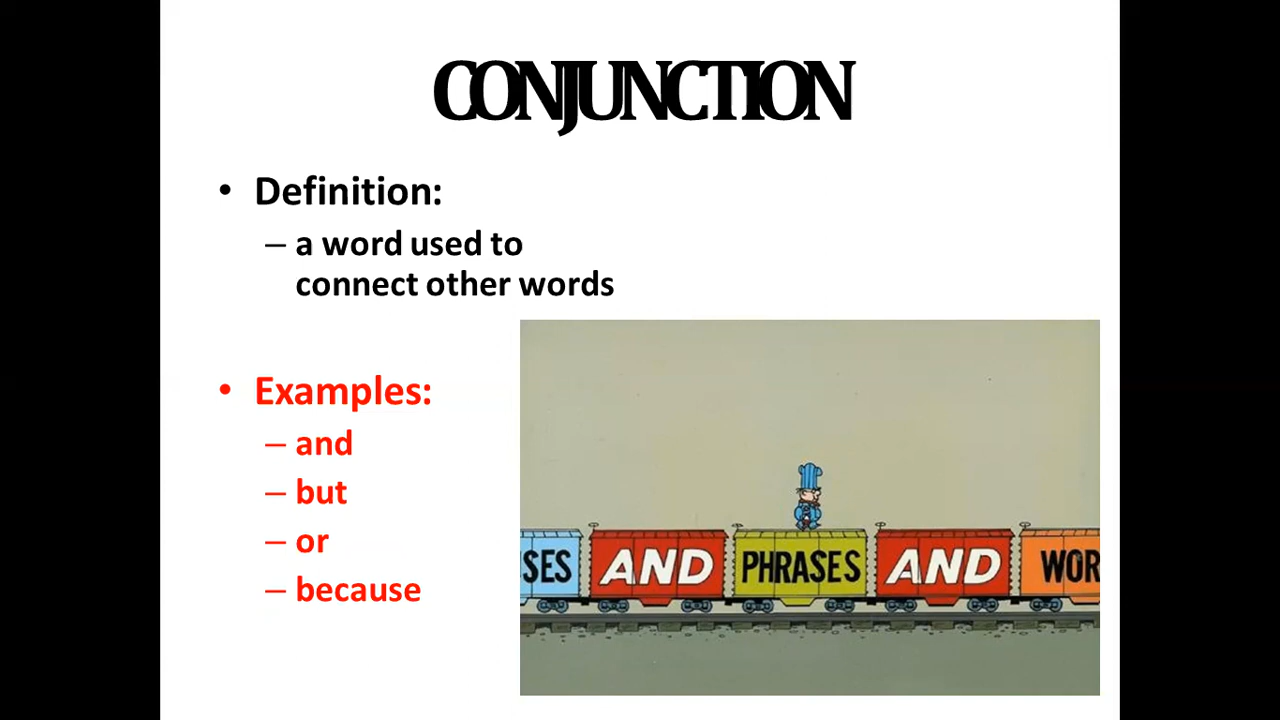 CONJUNCTION
• Definition:
– a word used to
connect other words
• Examples:
– and
– but
– or
– because
SES AND PHRASES AND WOR